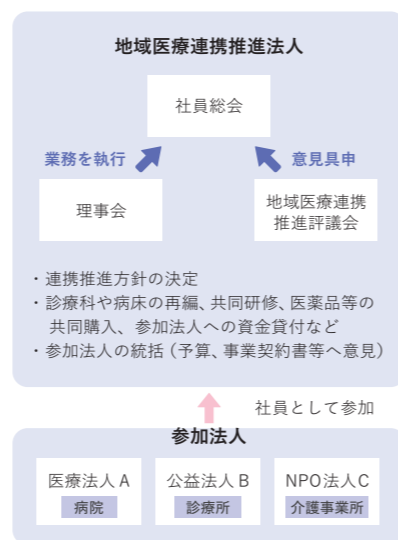 地域医療連携推進法人
社員総会
業務を執行
意見具申
理事会
地域医療連携
推進評議会
・連携推進方針の決定
・診療科や病床の再編、共同研修、医薬品等の
共同購入、参加法人への資金貸付など
・参加法人の統括（予算、事業契約書等へ意見）
社員として参加
参加法人
医療法人A
病院
公益法人B
診療所
NPO法人C
介護事業所